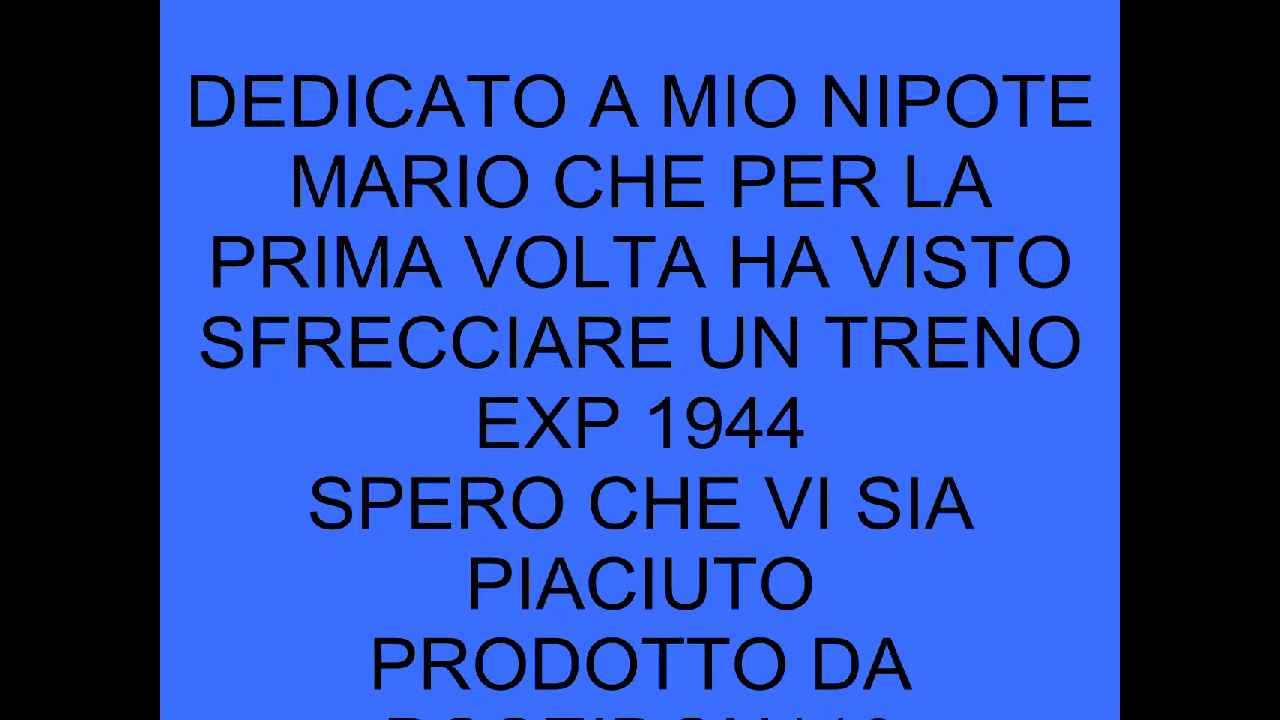 DEDICATO A MIO NIPOTE
MARIO CHE PER LA
PRIMA VOLTA HA VISTO
SFRECCIARE UN TRENO
EXP 1944
SPERO CHE VI SIA
PIACIUTO
PRODOTTO DA